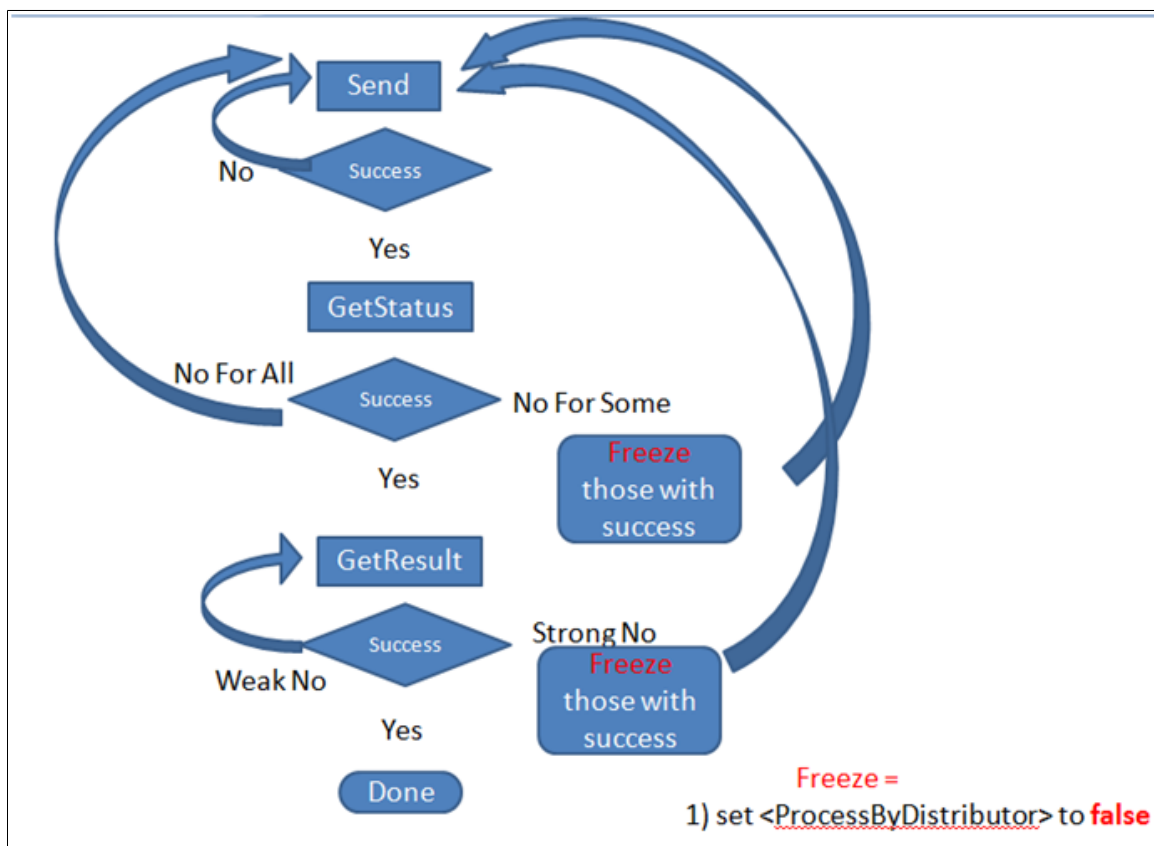 Send
Success
No
Yes
GetStatus
No For All
Success
No For Some
Freeze
those with
success
Yes
GetResult
Success
Strong No
Weak No
Freeze
those with
success
Yes
Done
Freeze =
1) set <ProcessByDistributor> to false